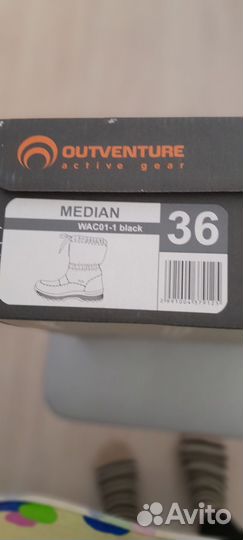 OUTVENTURE
active gear
MEDIAN
WAC01-1 black
36
Avito